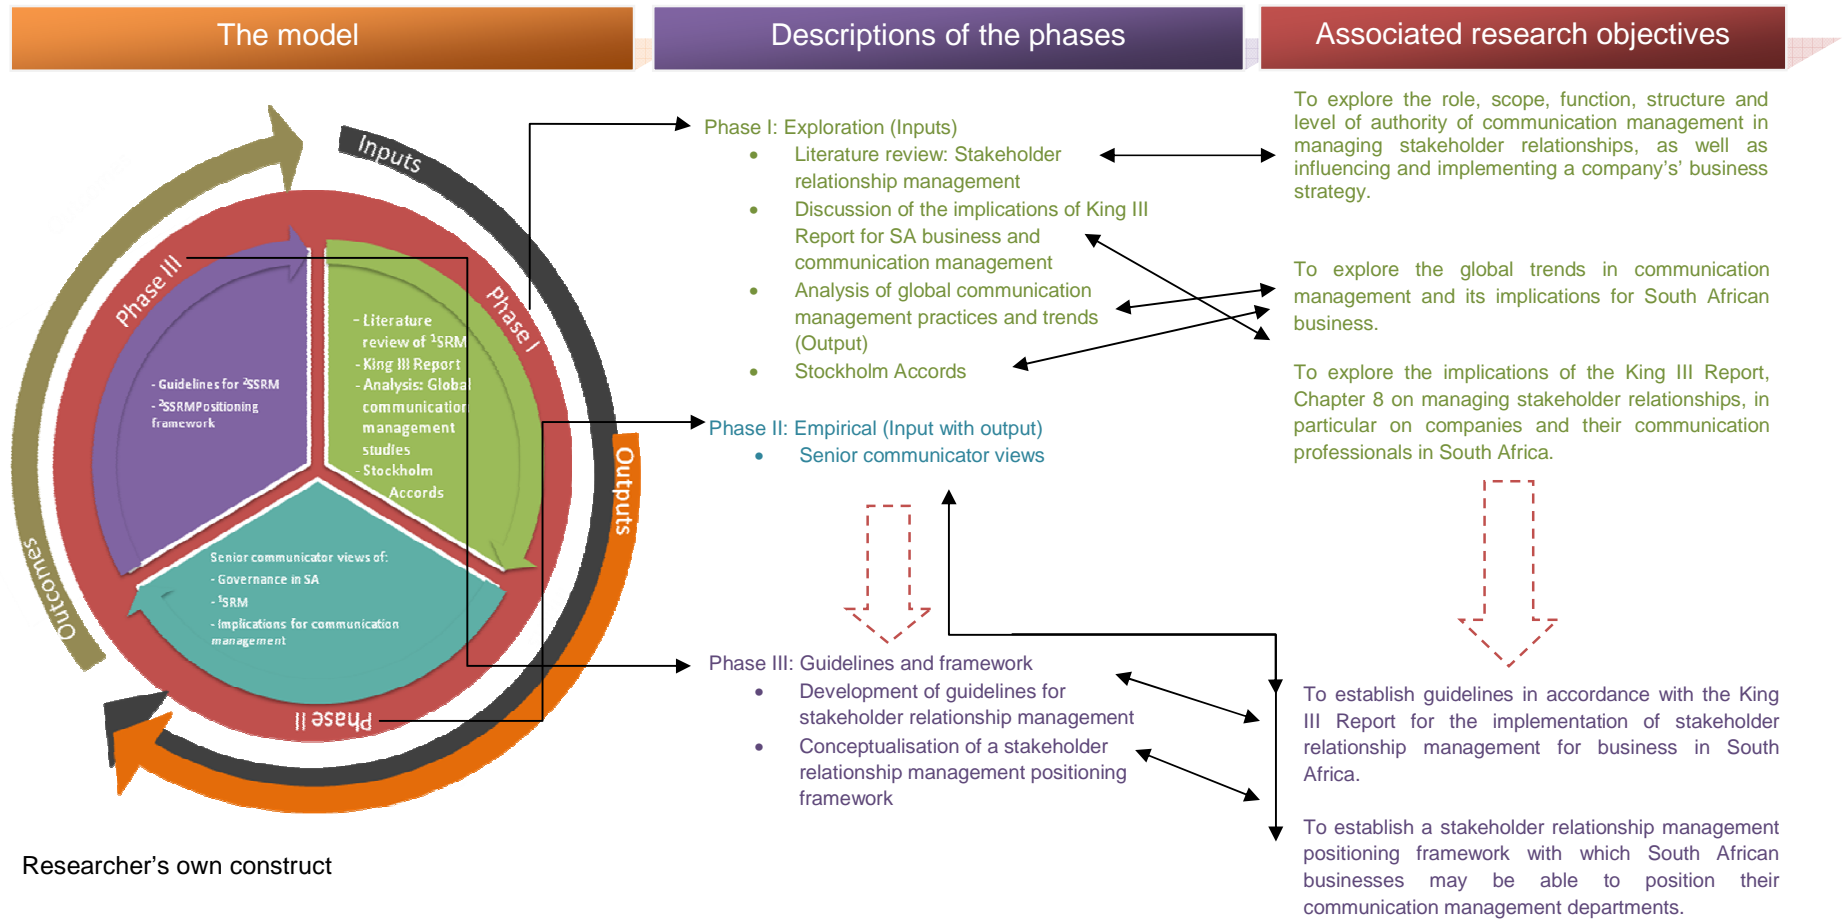 The model
Descriptions of the phases
Associated research objectives
Inputs
Outputs
Outcomes
Phase I
Phase II
Phase III
- Literature
review of ¹SRM
- King III Report
- Analysis: Global
communication
management
studies
- Stockholm
Accords
- Guidelines for ²SSRM
- ²SSRMPositioning
framework
Senior communicator views of:
- Governance in SA
- ¹SRM
- Implications for communication
management
Researcher’s own construct
Phase I: Exploration (Inputs)
• Literature review: Stakeholder
relationship management
• Discussion of the implications of King III
Report for SA business and
communication management
• Analysis of global communication
management practices and trends
(Output)
• Stockholm Accords
Phase II: Empirical (Input with output)
• Senior communicator views
Phase III: Guidelines and framework
• Development of guidelines for
stakeholder relationship management
• Conceptualisation of a stakeholder
relationship management positioning
framework
To explore the role, scope, function, structure and
level of authority of communication management in
managing stakeholder relationships, as well as
influencing and implementing a company’s’ business
strategy.
To explore the global trends in communication
management and its implications for South African
business.
To explore the implications of the King III Report,
Chapter 8 on managing stakeholder relationships, in
particular on companies and their communication
professionals in South Africa.
To establish guidelines in accordance with the King
III Report for the implementation of stakeholder
relationship management for business in South
Africa.
To establish a stakeholder relationship management
positioning framework with which South African
businesses may be able to position their
communication management departments.